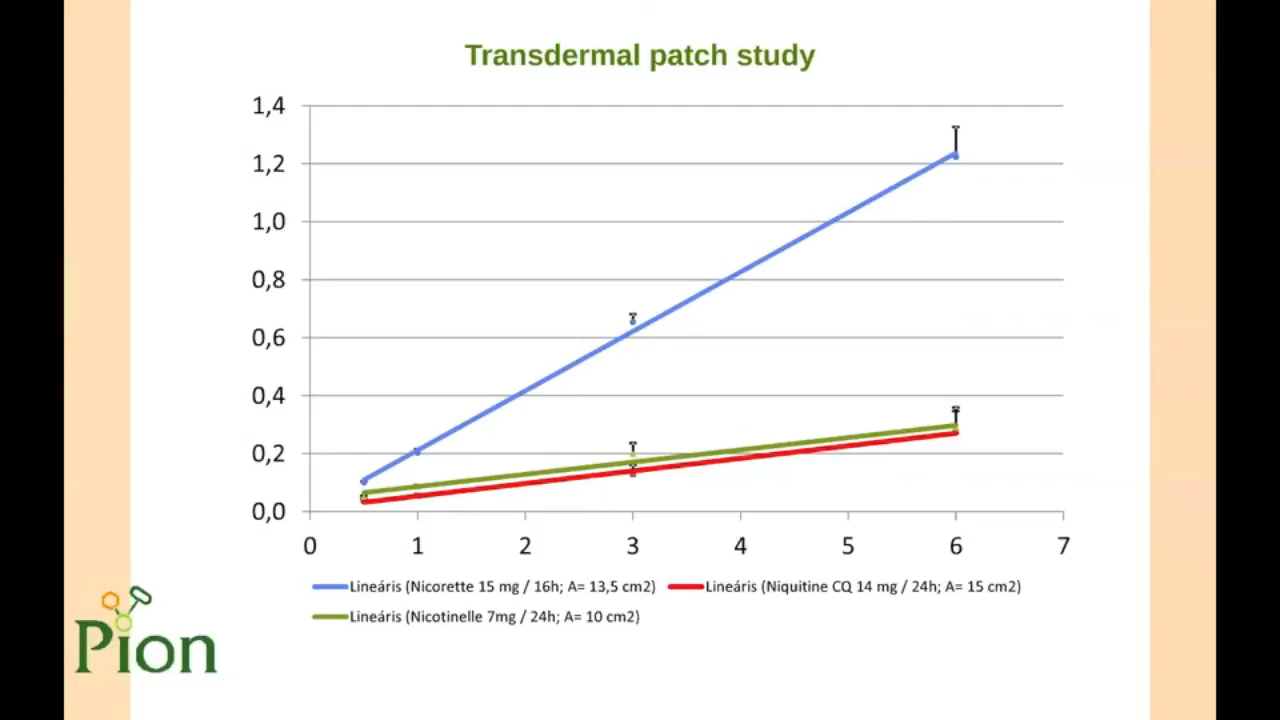 Transdermal patch study
1,4
1,2
1,0
0,8
0,6
0,4
0,2
0,0
0 1 2 3 4 5 6 7
Lineáris (Nicorette 15 mg / 16h; A= 13,5 cm2) Lineáris (Niquitine CQ 14 mg / 24h; A= 15 cm2)
Lineáris (Nicotinelle 7mg / 24h; A= 10 cm2)
Pion